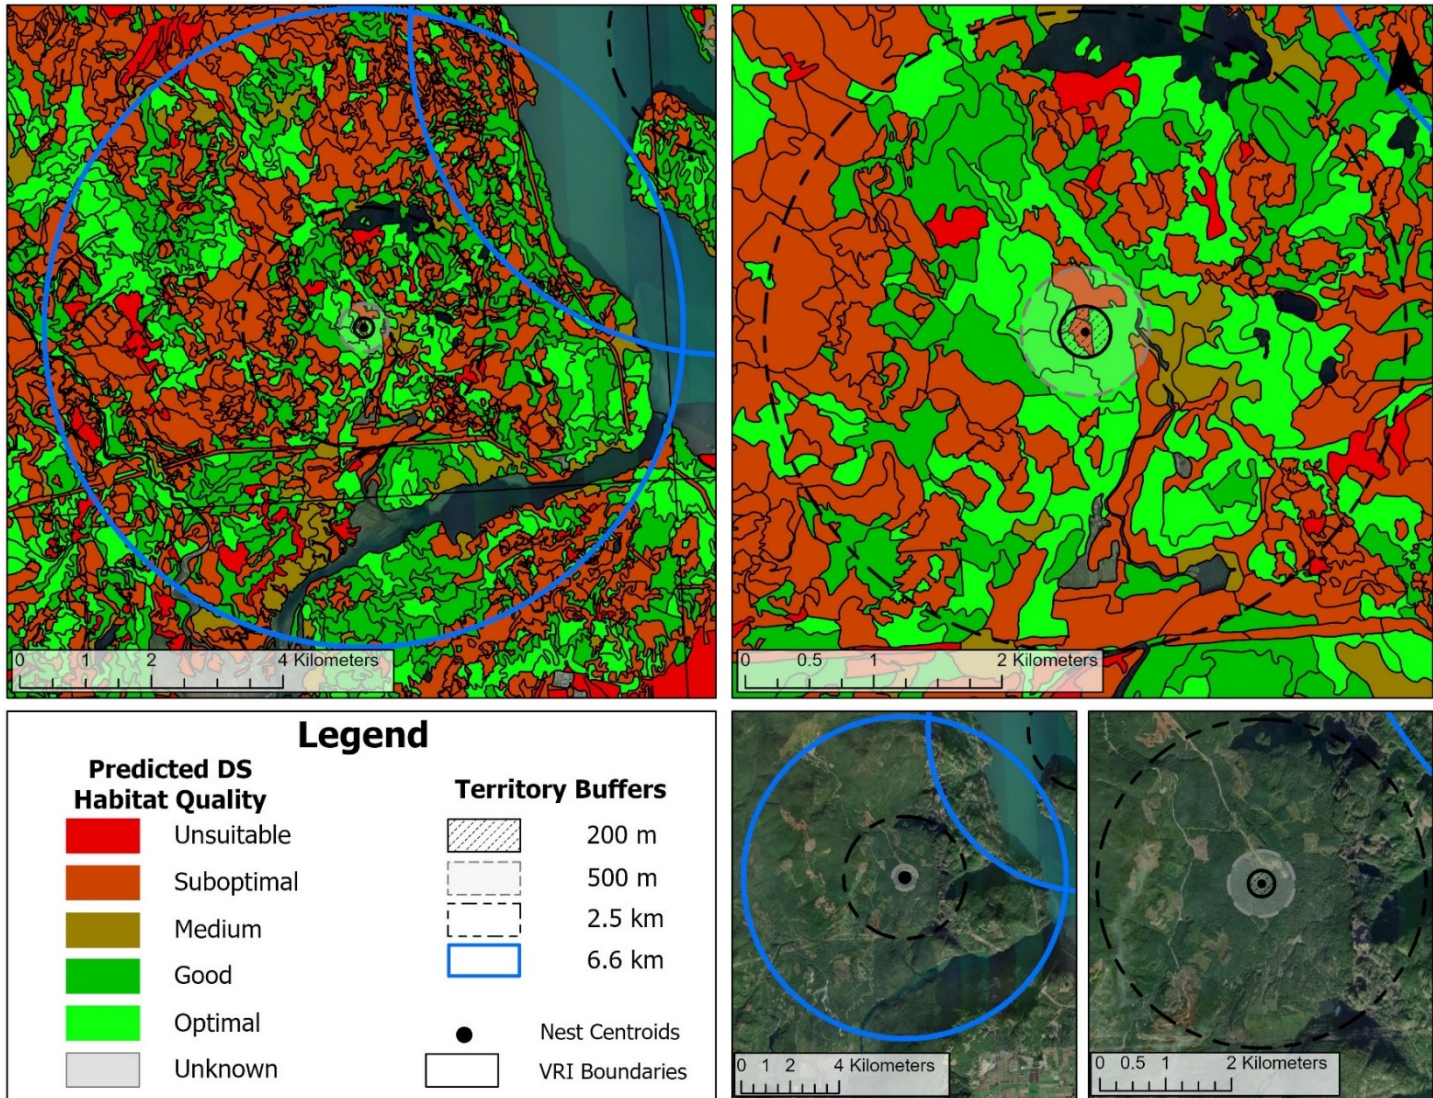 0 1 2 4 Kilometers
0 0.5 1 2 Kilometers
Legend
Predicted DS
Habitat Quality
Unsuitable
Suboptimal
Medium
Good
Optimal
Unknown
Territory Buffers
200 m
500 m
2.5 km
6.6 km
Nest Centroids
VRI Boundaries
0 1 2 4 Kilometers
0 0.5 1 2 Kilometers